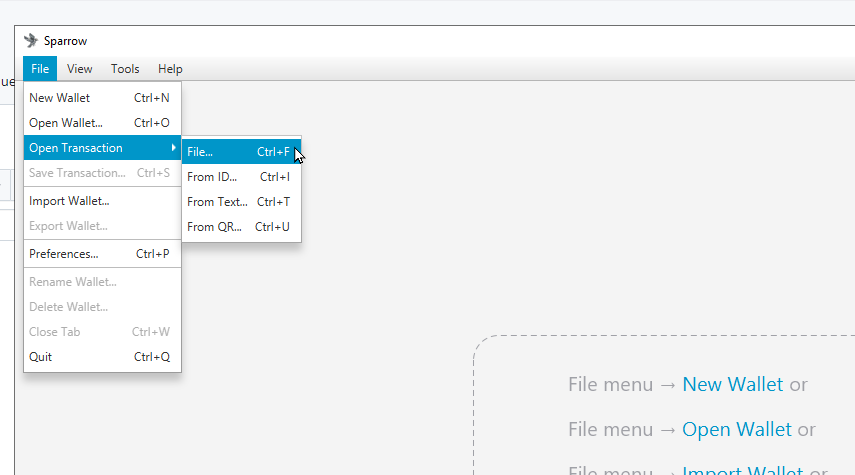 Sparrow
File View Tools Help
New Wallet Ctrl+N
Open Wallet... Ctrl+O
Open Transaction
Save Transaction... Ctrl+S
Import Wallet...
Export Wallet...
Preferences... Ctrl+P
Rename Wallet...
Delete Wallet...
Close Tab Ctrl+W
Quit Ctrl+Q
File... Ctrl+F
From ID... Ctrl+I
From Text... Ctrl+T
From QR... Ctrl+U
File menu → New Wallet or
File menu → Open Wallet or
File menu → Import Wallet or